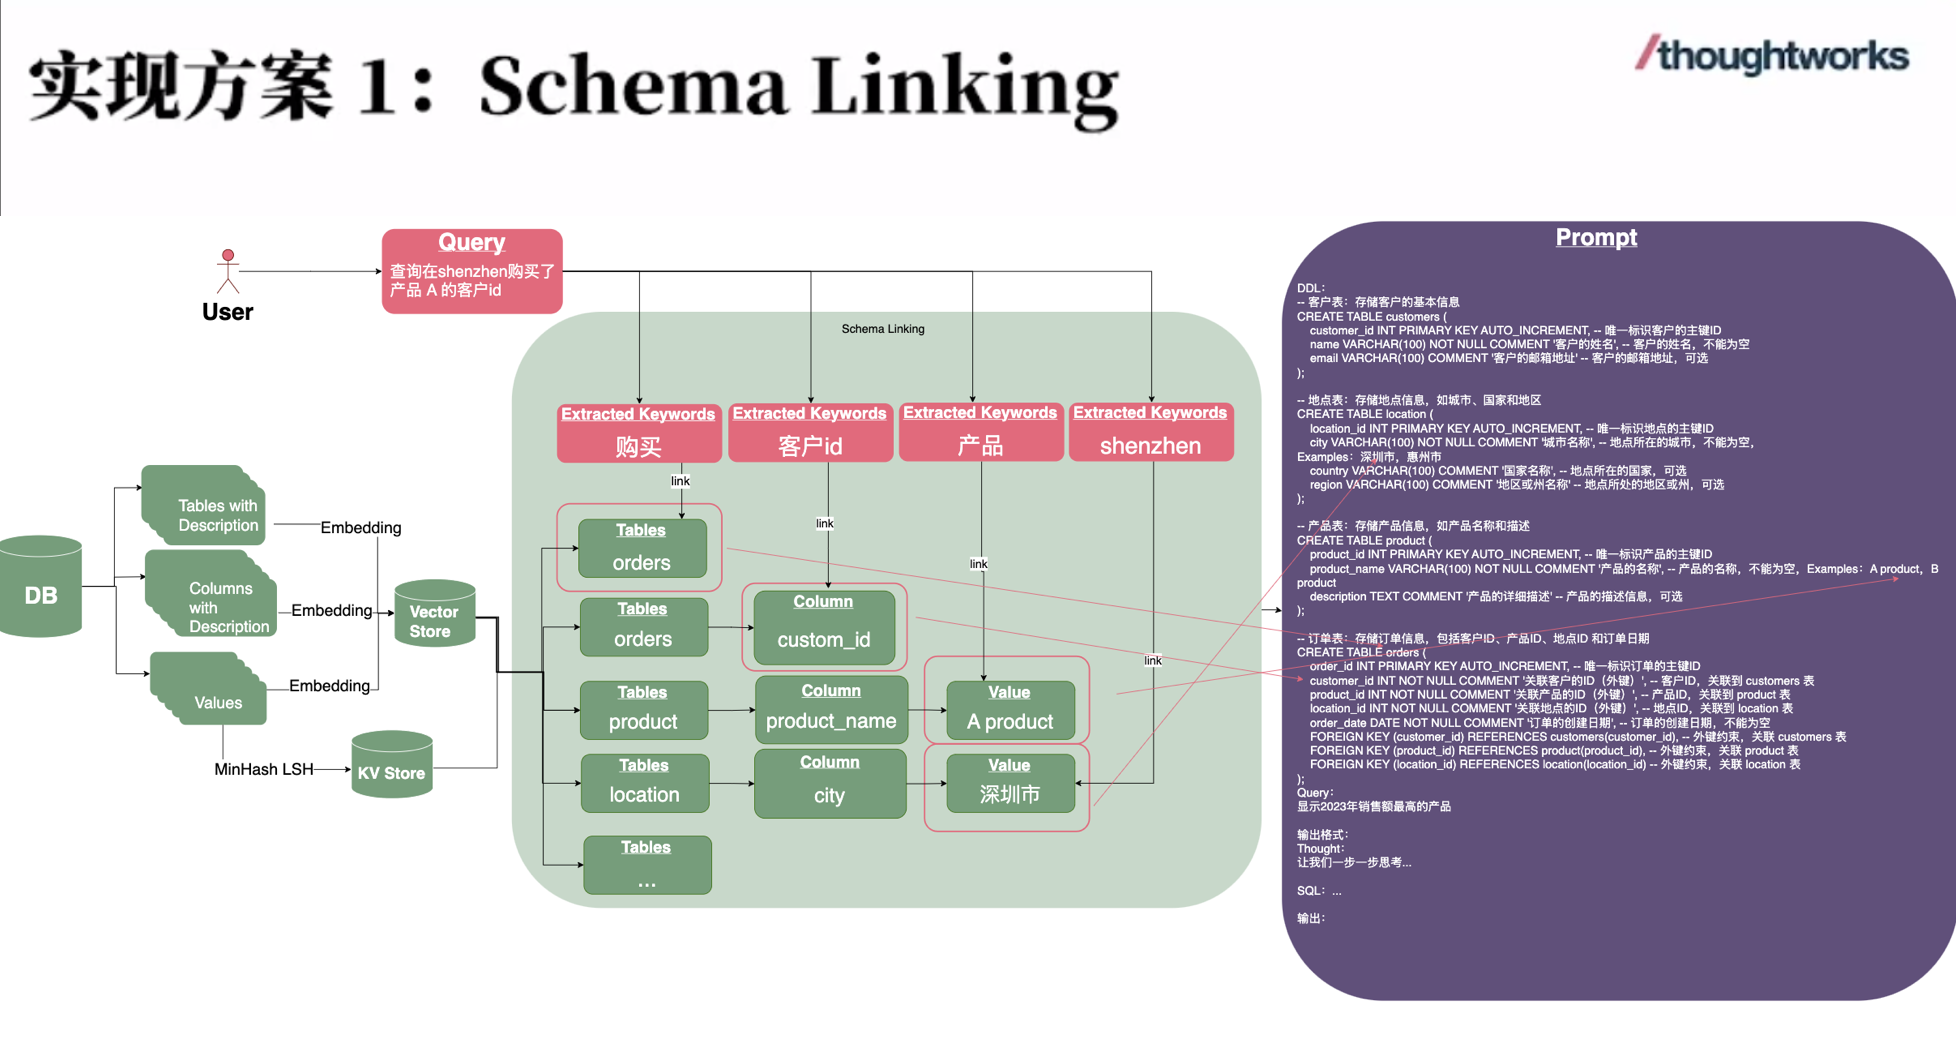 实现方案 1：Schema Linking
/thoughtworks
User
Query
查询在shenzhen购买了
产品 A 的客户id
Schema Linking
Extracted Keywords
购买
Extracted Keywords
客户id
Extracted Keywords
产品
Extracted Keywords
shenzhen
link
link
link
link
DB
Tables with
Description
Columns
with
Description
Values
Embedding
Embedding
Embedding
MinHash LSH
Vector
Store
KV Store
Tables
orders
Tables
orders
Column
custom_id
Tables
product
Column
product_name
Value
A product
Tables
location
Column
city
Value
深圳市
Tables
...
Prompt
DDL：
-- 客户表：存储客户的基本信息
CREATE TABLE customers (
customer_id INT PRIMARY KEY AUTO_INCREMENT, -- 唯一标识客户的主键ID
name VARCHAR(100) NOT NULL COMMENT '客户的姓名', -- 客户的姓名，不能为空
email VARCHAR(100) COMMENT '客户的邮箱地址' -- 客户的邮箱地址，可选
);
-- 地点表：存储地点信息，如城市、国家和地区
CREATE TABLE location (
location_id INT PRIMARY KEY AUTO_INCREMENT, -- 唯一标识地点的主键ID
city VARCHAR(100) NOT NULL COMMENT '城市名称', -- 地点所在的城市，不能为空，
Examples：深圳市，惠州市
country VARCHAR(100) COMMENT '国家名称', -- 地点所在的国家，可选
region VARCHAR(100) COMMENT '地区或州名称' -- 地点所处的地区或州，可选
);
-- 产品表：存储产品信息，如产品名称和描述
CREATE TABLE product (
product_id INT PRIMARY KEY AUTO_INCREMENT, -- 唯一标识产品的主键ID
product_name VARCHAR(100) NOT NULL COMMENT '产品的名称', -- 产品的名称，不能为空，Examples：A product，B
product
description TEXT COMMENT '产品的详细描述' -- 产品的描述信息，可选
);
-- 订单表：存储订单信息，包括客户ID、产品ID、地点ID 和订单日期
CREATE TABLE orders (
order_id INT PRIMARY KEY AUTO_INCREMENT, -- 唯一标识订单的主键ID
customer_id INT NOT NULL COMMENT '关联客户的ID（外键）', -- 客户ID，关联到 customers 表
product_id INT NOT NULL COMMENT '关联产品的ID（外键）', -- 产品ID，关联到 product 表
location_id INT NOT NULL COMMENT '关联地点的ID（外键）', -- 地点ID，关联到 location 表
order_date DATE NOT NULL COMMENT '订单的创建日期', -- 订单的创建日期，不能为空
FOREIGN KEY (customer_id) REFERENCES customers(customer_id), -- 外键约束，关联 customers 表
FOREIGN KEY (product_id) REFERENCES product(product_id), -- 外键约束，关联 product 表
FOREIGN KEY (location_id) REFERENCES location(location_id) -- 外键约束，关联 location 表
);
Query：
显示2023年销售额最高的产品
输出格式：
Thought：
让我们一步一步思考...
SQL：...
输出：